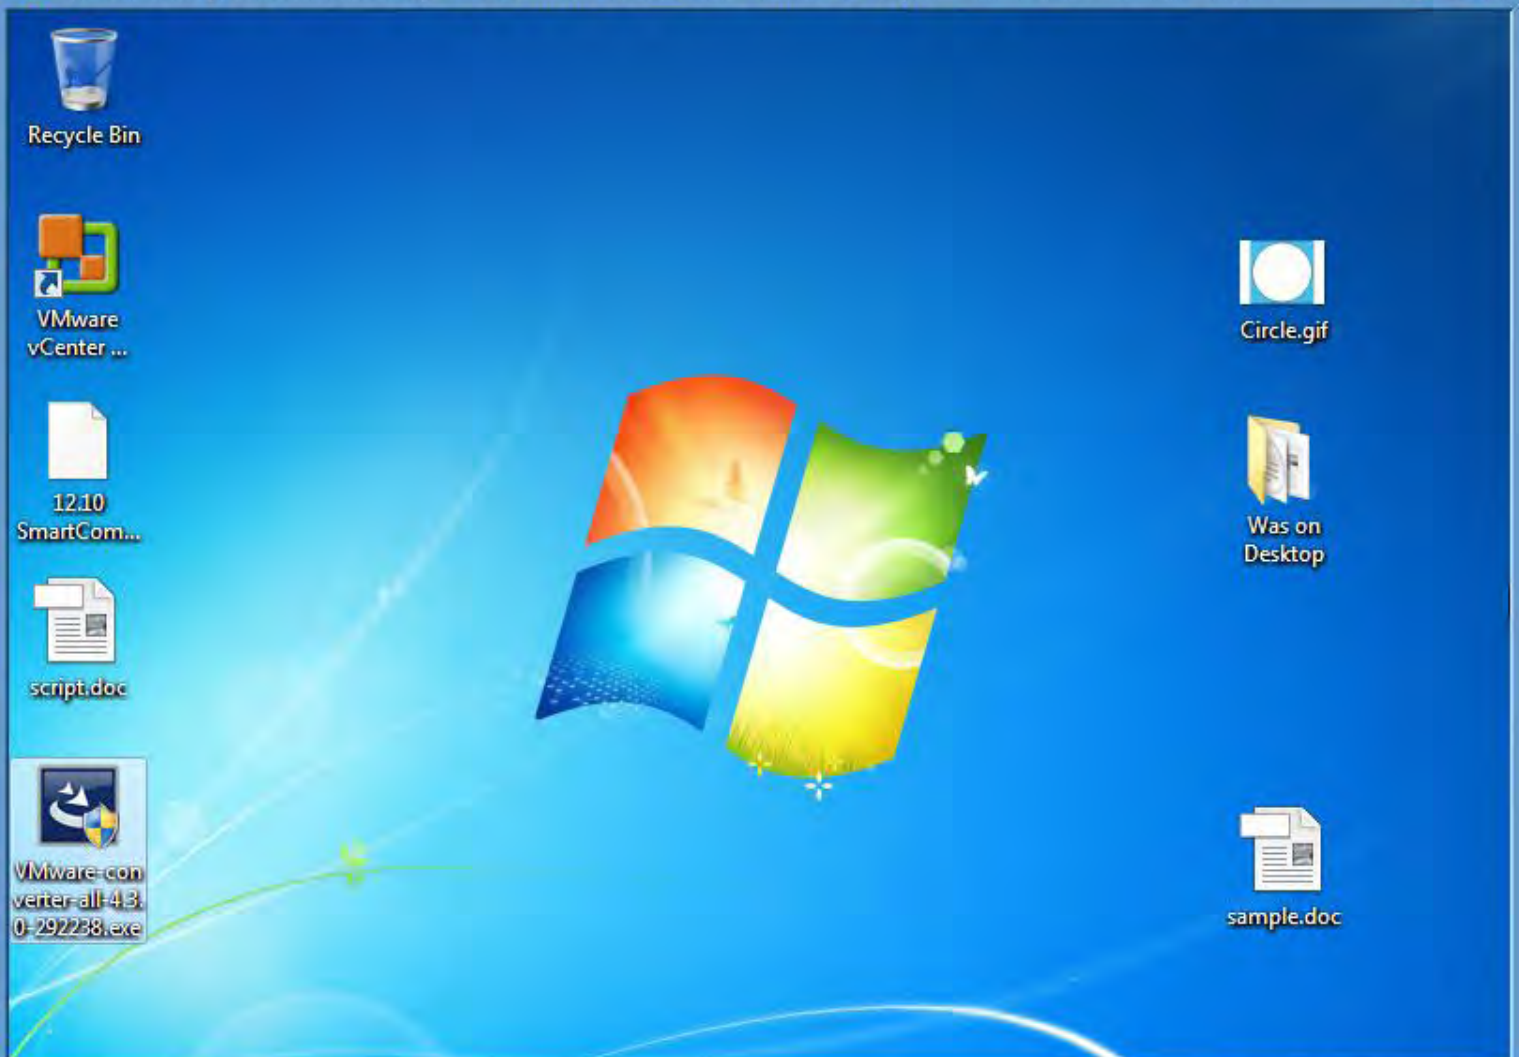 Recycle Bin
VMware
vCenter ...
12.10
SmartCom...
script.doc
VMware-con
verter-all-4.3.
0-292238.exe
Circle.gif
Was on
Desktop
sample.doc